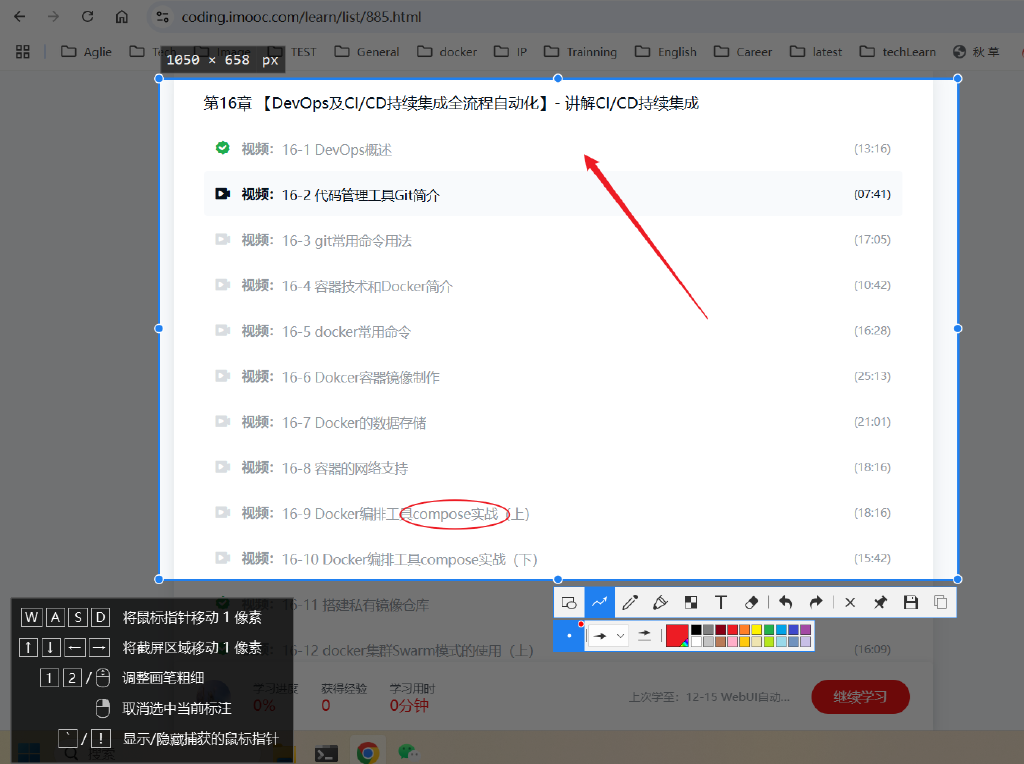 coding.imooc.com/learn/list/885.html
Aglie Tech Image TEST General docker IP Trainning English Career latest techLearn 秋草
1050 × 658 px
第16章 【DevOps及CI/CD持续集成全流程自动化】- 讲解CI/CD持续集成
视频： 16-1 DevOps概述 (13:16)
视频： 16-2 代码管理工具Git简介 (07:41)
视频： 16-3 git常用命令用法 (17:05)
视频： 16-4 容器技术和Docker简介 (10:42)
视频： 16-5 docker常用命令 (16:28)
视频： 16-6 Dokcer容器镜像制作 (25:13)
视频： 16-7 Docker的数据存储 (21:01)
视频： 16-8 容器的网络支持 (18:16)
视频： 16-9 Docker编排工具compose实战（上） (18:16)
视频： 16-10 Docker编排工具compose实战（下） (15:42)
16-11 搭建私有镜像仓库
16-12 docker集群Swarm模式的使用（上） (16:09)
W A S D 将鼠标指针移动 1 像素
↑ ↓ ← → 将截屏区域移动 1 像素
1 2 / 调整画笔粗细
取消选中当前标注
` / ! 显示/隐藏捕获的鼠标指针
学习进度 获得经验 学习用时
0% 0 0分钟
上次学至：12-15 WebUI自动... 继续学习
搜索